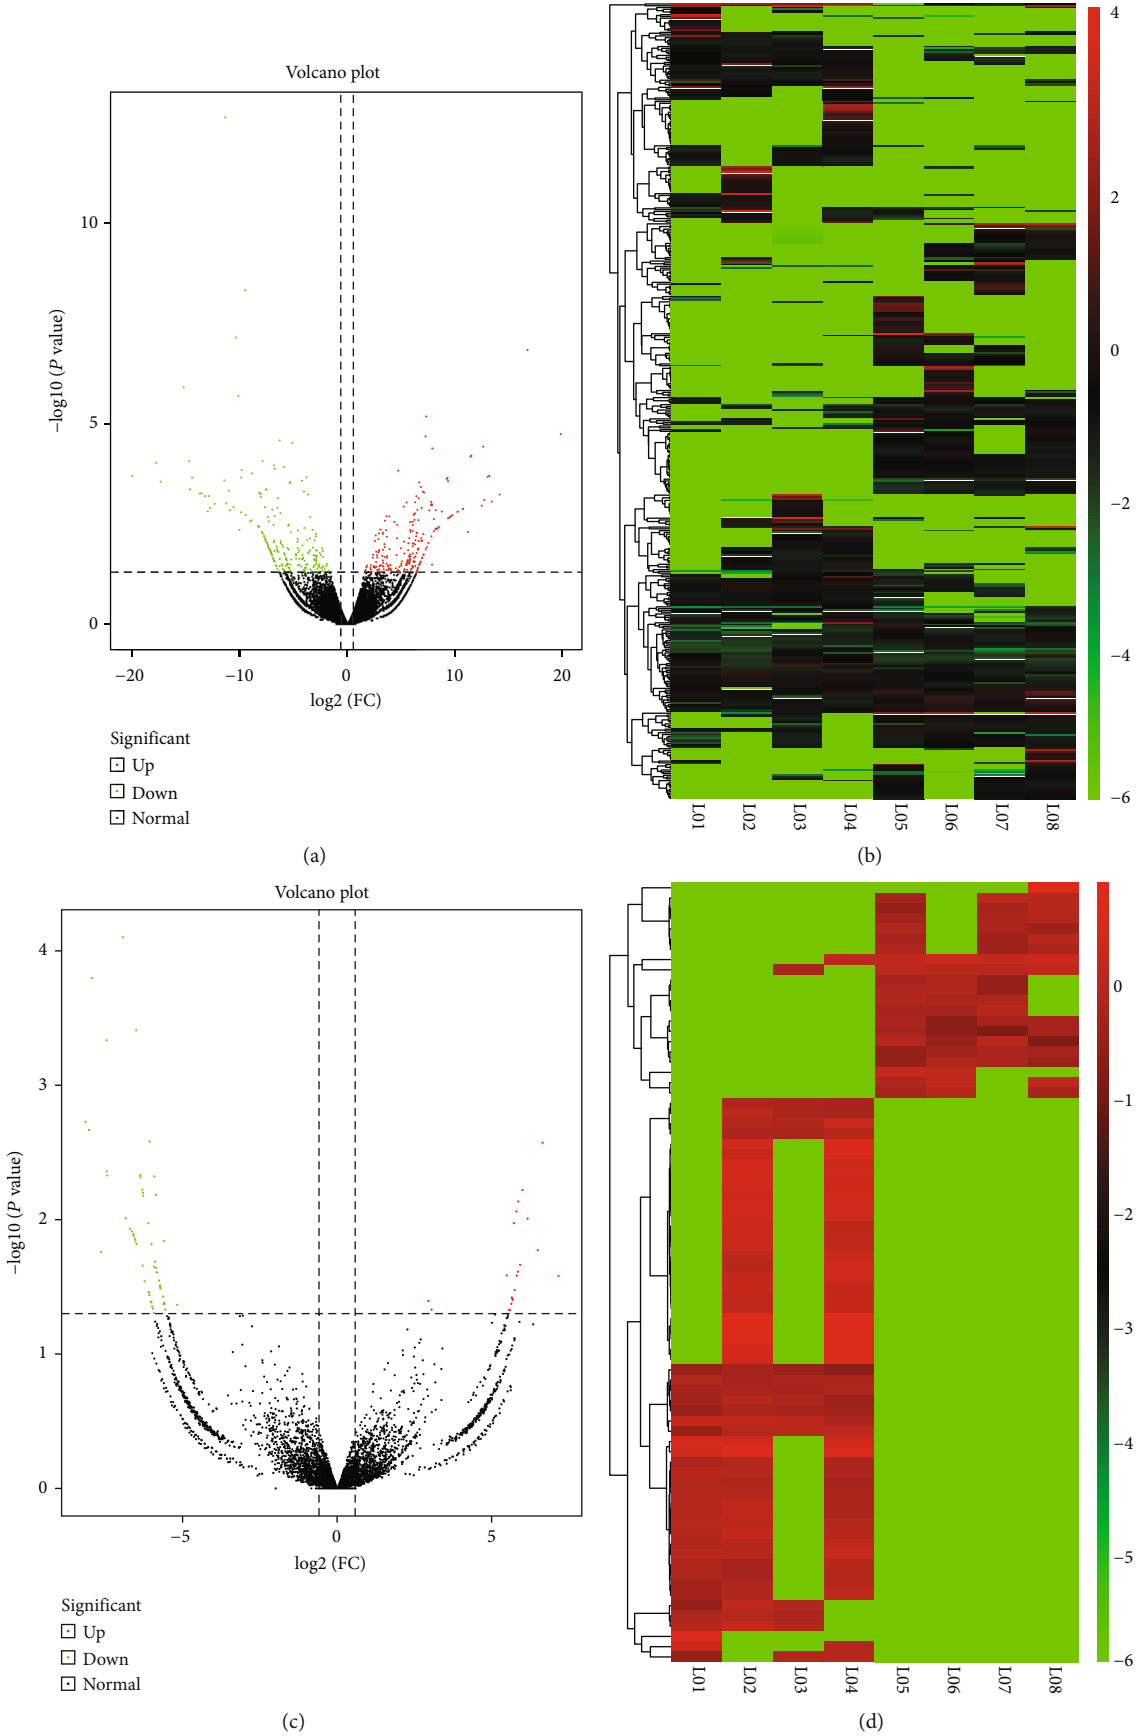 Volcano plot
10
5
0
−log10 (P value)
−20
−10
0
10
20
log2 (FC)
Significant
Up
Down
Normal
(a)
4
2
0
−2
−4
−6
L01
L02
L03
L04
L05
L06
L07
L08
(b)
Volcano plot
4
3
2
1
0
−log10 (P value)
−5
0
5
log2 (FC)
Significant
Up
Down
Normal
(c)
0
−1
−2
−3
−4
−5
−6
L01
L02
L03
L04
L05
L06
L07
L08
(d)